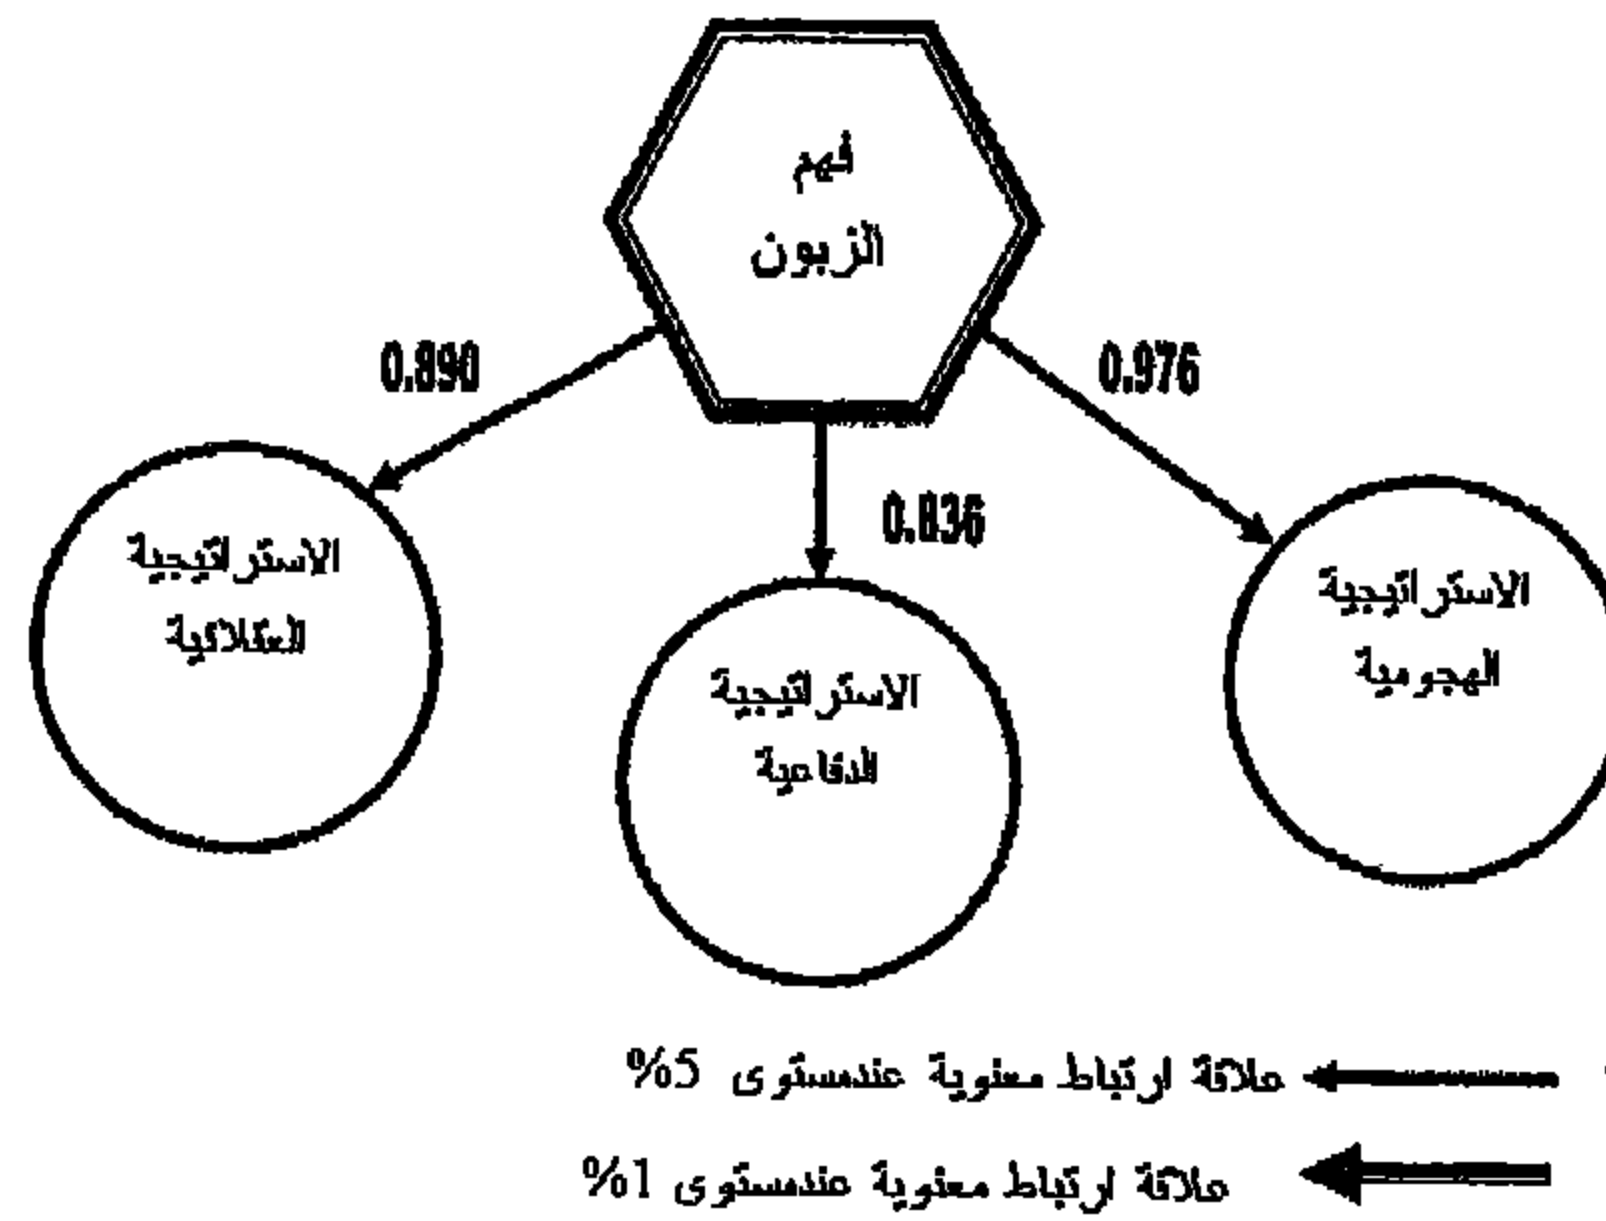 فهم
الزبون
0.976
0.890
0.836
الاستراتيجية
الهجومية
الاستراتيجية
الدفاعية
الاستراتيجية
العقلانية
علاقة ارتباط معنوية عندمستوى 5%
علاقة ارتباط معنوية عندمستوى 1%